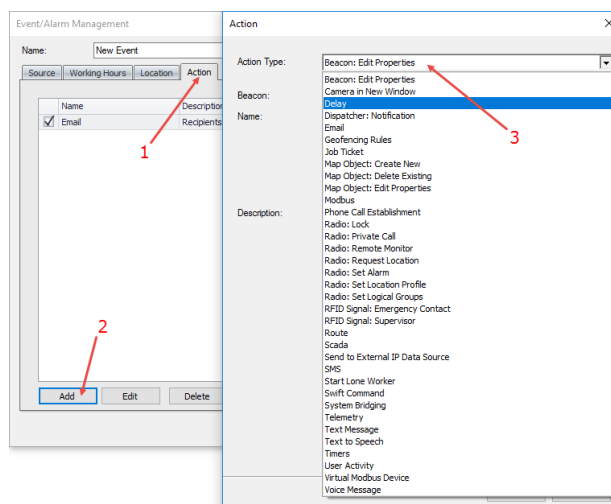 Event/Alarm Management
Name:
New Event
Source
Working Hours
Location
Action
Name
Description
Email
Recipients
1
2
Add
Edit
Delete
Action
Action Type:
Beacon: Edit Properties
Beacon:
Name:
Description:
3
Beacon: Edit Properties
Camera in New Window
Delay
Dispatcher: Notification
Email
Geofencing Rules
Job Ticket
Map Object: Create New
Map Object: Delete Existing
Map Object: Edit Properties
Modbus
Phone Call Establishment
Radio: Lock
Radio: Private Call
Radio: Remote Monitor
Radio: Request Location
Radio: Set Alarm
Radio: Set Location Profile
Radio: Set Logical Groups
RFID Signal: Emergency Contact
RFID Signal: Supervisor
Route
Scada
Send to External IP Data Source
SMS
Start Lone Worker
Swift Command
System Bridging
Telemetry
Text Message
Text to Speech
Timers
User Activity
Virtual Modbus Device
Voice Message